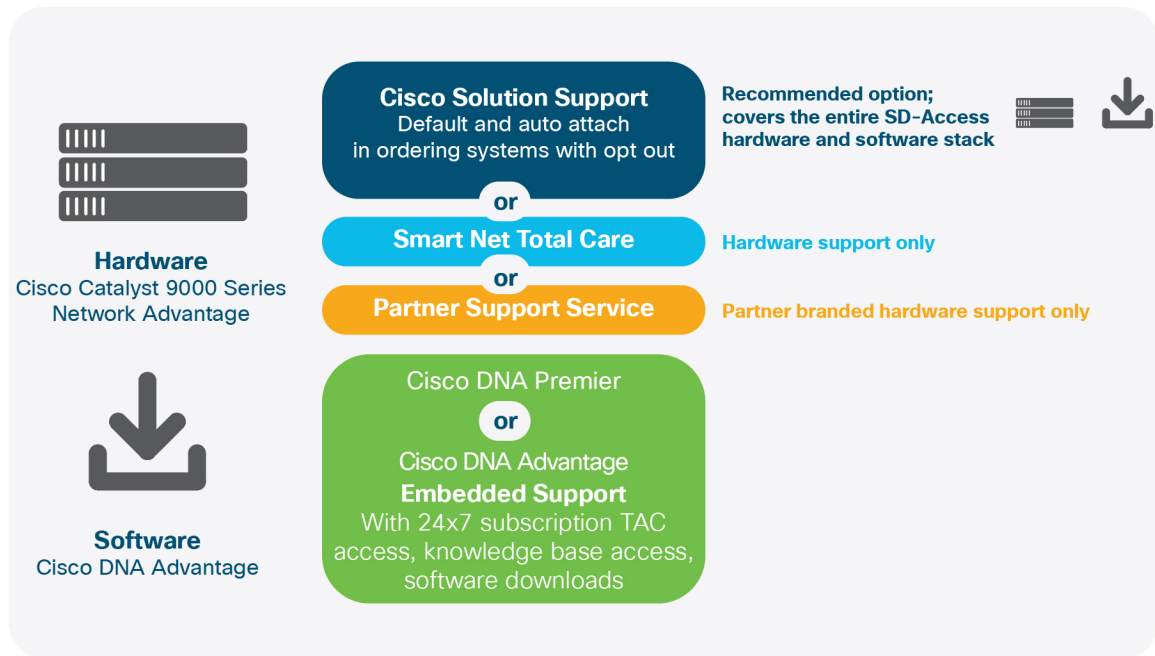 Cisco Solution Support
Default and auto attach
in ordering systems with opt out
Recommended option;
covers the entire SD-Access
hardware and software stack
or
Smart Net Total Care
Hardware support only
or
Partner Support Service
Partner branded hardware support only
Hardware
Cisco Catalyst 9000 Series
Network Advantage
Cisco DNA Premier
or
Cisco DNA Advantage
Embedded Support
With 24x7 subscription TAC
access, knowledge base access,
software downloads
Software
Cisco DNA Advantage